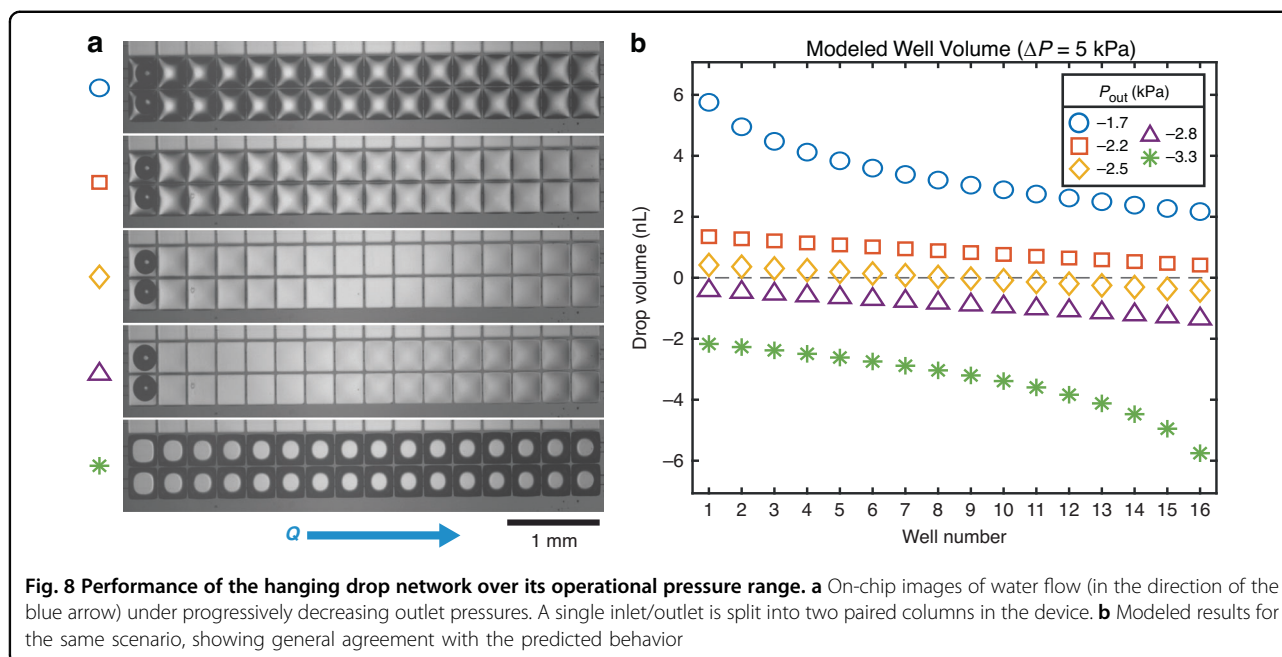 a
Q
1 mm
b
Modeled Well Volume (ΔP = 5 kPa)
Drop volume (nL)
6
4
2
0
−2
−4
−6
P out (kPa)
−1.7
−2.2
−2.5
−2.8
−3.3
1 2 3 4 5 6 7 8 9 10 11 12 13 14 15 16
Well number
Fig. 8 Performance of the hanging drop network over its operational pressure range. a On-chip images of water flow (in the direction of the
blue arrow) under progressively decreasing outlet pressures. A single inlet/outlet is split into two paired columns in the device. b Modeled results for
the same scenario, showing general agreement with the predicted behavior